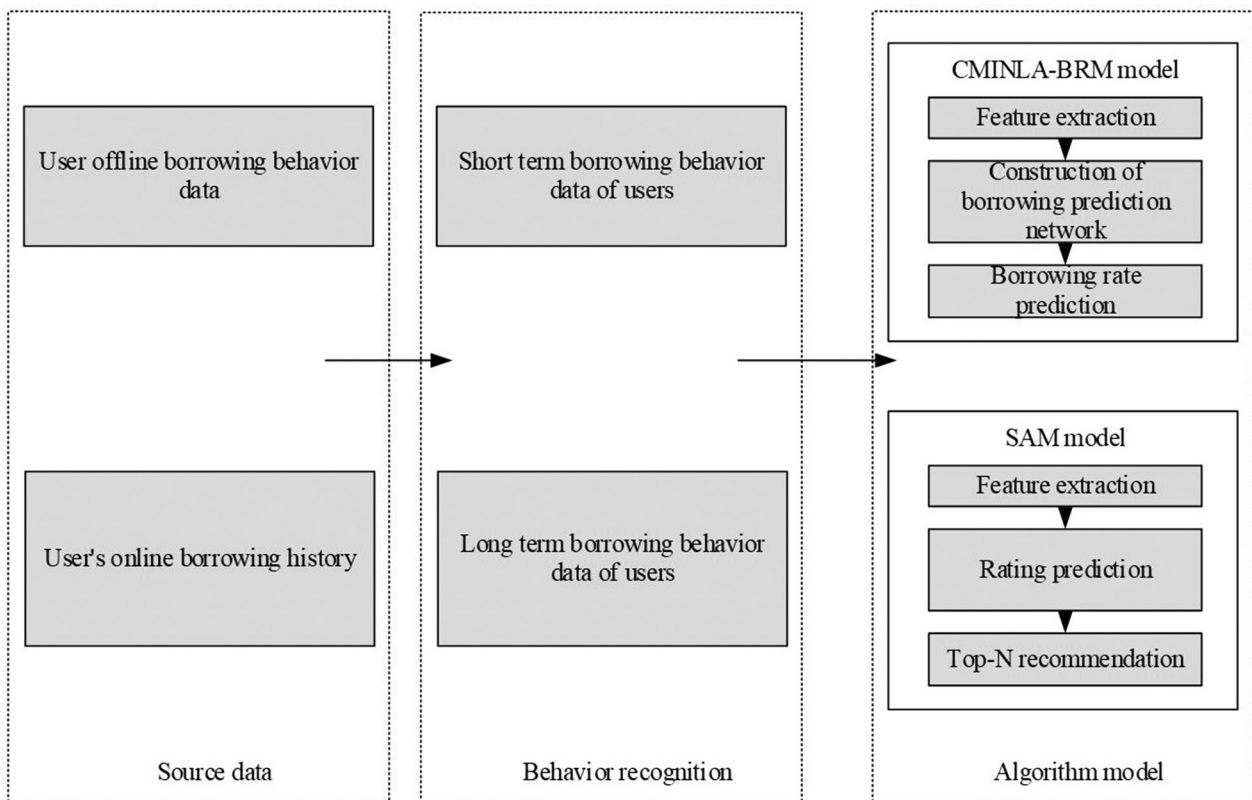 User offline borrowing behavior
data
User's online borrowing history
Source data
Short term borrowing behavior
data of users
Long term borrowing behavior
data of users
Behavior recognition
CMINLA-BRM model
Feature extraction
Construction of
borrowing prediction
network
Borrowing rate
prediction
SAM model
Feature extraction
Rating prediction
Top-N recommendation
Algorithm model